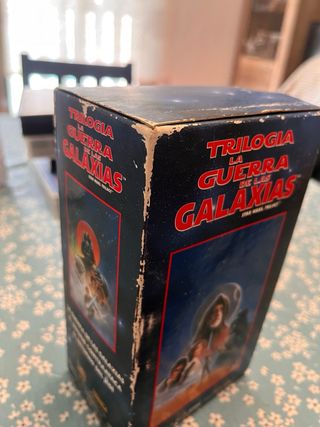 TRILOGIA
LA
GUERRA
DE LAS
GALAXIAS
STAR WARS TRILOGY
TRILOGIA
LA
GUERRA
DE LAS
GALAXIAS
STAR WARS TRILOGY